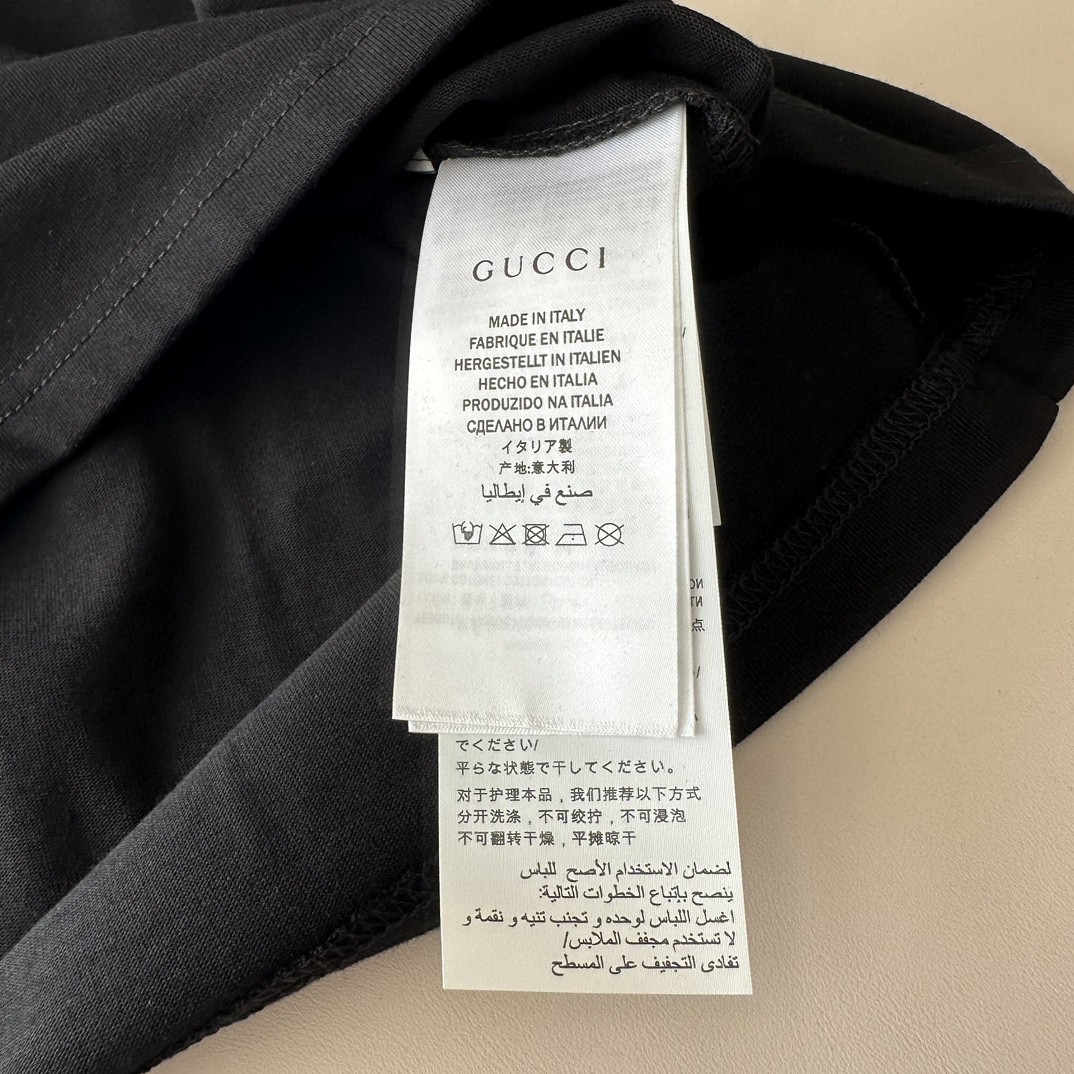 GUCCI
MADE IN ITALY
FABRIQUE EN ITALIE
HERGESTELLT IN ITALIEN
HECHO EN ITALIA
PRODUZIDO NA ITALIA
СДЕЛАНО В ИТАЛИИ
イタリア製
产地:意大利
صنع في إيطاليا
でください/
平らな状態で干してください。
对于护理本品，我们推荐以下方式
分开洗涤，不可绞拧，不可浸泡
不可翻转干燥，平摊晾干
لضمان الاستخدام الأصح للباس
ينصح بإتباع الخطوات التالية:
اغسل اللباس لوحده و تجنب تنيه و نقمة و
لا تستخدم مجفف الملابس/
تفادى التجفيف على المسطح